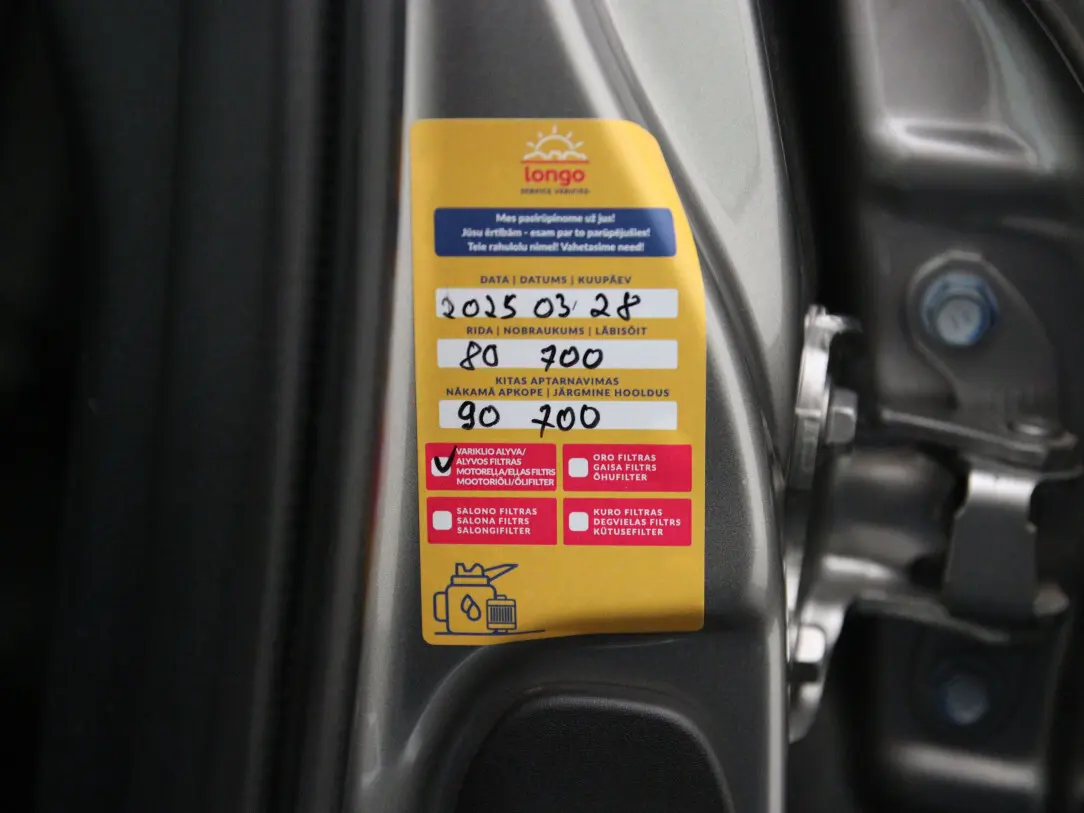 longo
Mes pasirūpinome už jus!
Jūsu ērtībām - esam par to parūpējušies!
Teie rahulolu nimel! Vahetasime need!
DATA | DATUMS | KUUPÄEV
2025 03 28
RIDA | NOBRAUKUMS | LÄBISÕIT
80 700
KITAS APTARNAVIMAS
NĀKAMĀ APKOPE | JÄRGMINE HOOLDUS
90 700
VARIKLIO ALYVA/
ALYVOS FILTRAS
MOTOREĻĻA/EĻĻAS FILTRS
MOOTORIÕLI/ÕLIFILTER
ORO FILTRAS
GAISA FILTRS
ÕHUFILTER
SALONO FILTRAS
SALONA FILTRS
SALONGIFILTER
KURO FILTRAS
DEGVIELAS FILTRS
KÜTUSEFILTER